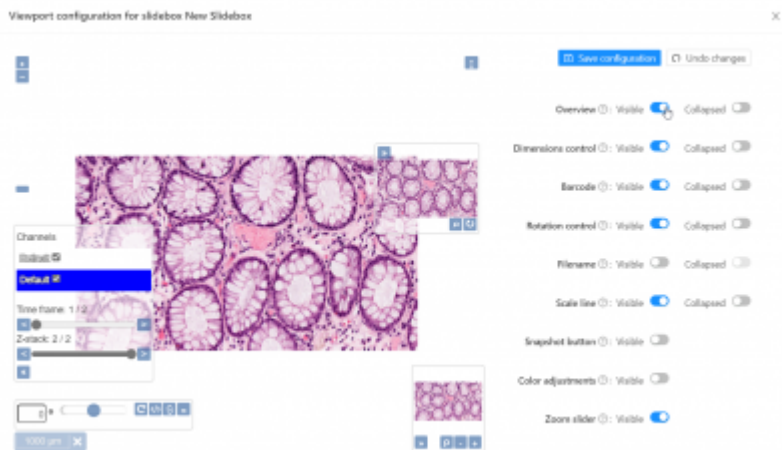 Viewport configuration for slidebox New Slidebox
Save configuration
Undo changes
Overview : Visible Collapsed
Dimensions control : Visible Collapsed
Barcode : Visible Collapsed
Rotation control : Visible Collapsed
Filename : Visible Collapsed
Scale line : Visible Collapsed
Snapshot button : Visible
Color adjustments : Visible
Zoom slider : Visible
Channels
Default
Time frame: 1 / 2
Z-stack: 2 / 2
1000 μm